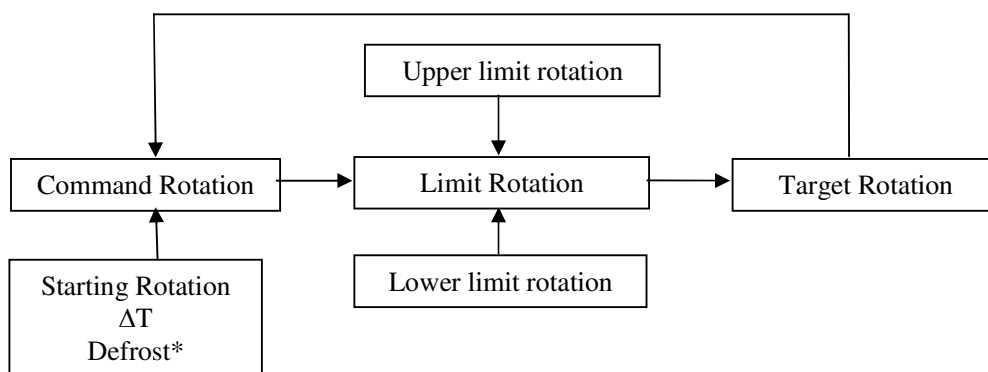 Upper limit rotation
Command Rotation
Limit Rotation
Target Rotation
Starting Rotation
ΔT
Defrost*
Lower limit rotation